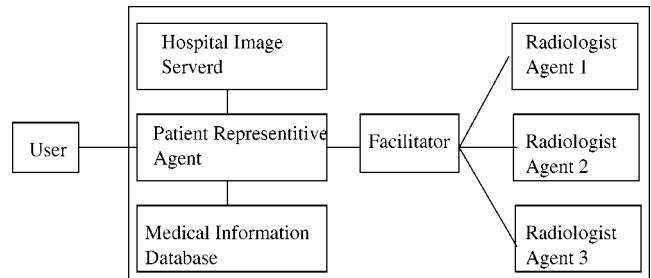 Hospital Image
Serverd
Radiologist
Agent 1
User
Patient Representitive
Agent
Facilitator
Radiologist
Agent 2
Medical Information
Database
Radiologist
Agent 3